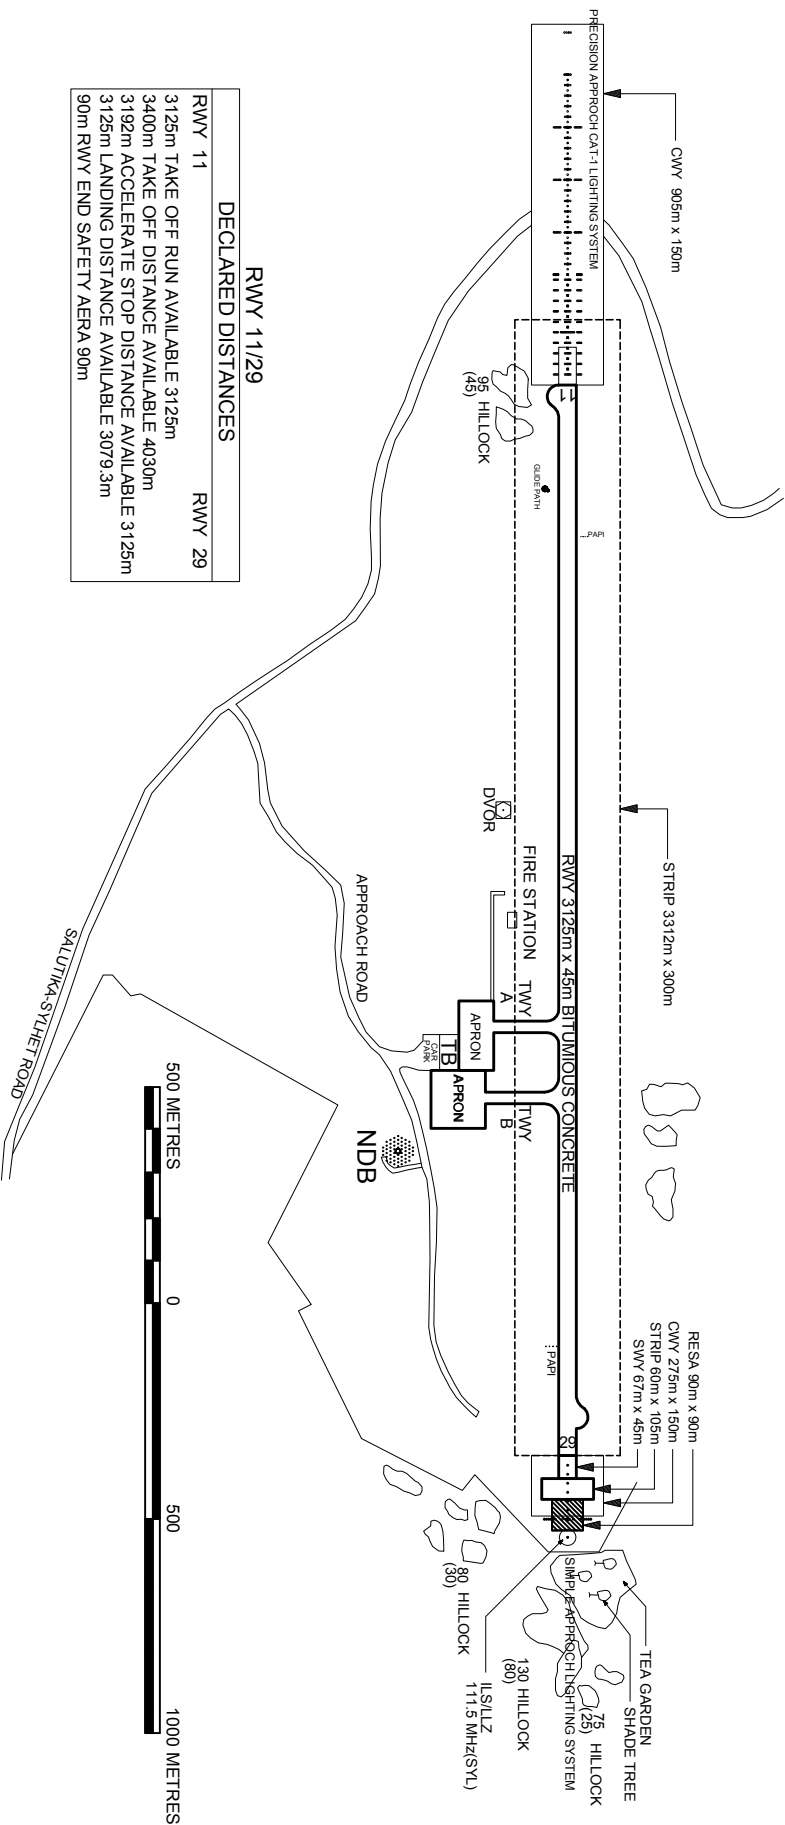 PRECISION APPROCH CAT-1 LIGHTING SYSTEM
CWY 905m x 150m
95 HILLOCK
(45)
11
GLIDE PATH
PAPI
STRIP 3312m x 300m
DVOR
FIRE STATION
RWY 3125m x 45m BITUMIOUS CONCRETE
TWY
A
TWY
B
APRON
APRON
TB
CAR
PARK
APPROACH ROAD
NDB
SALUTIKA-SYLHET ROAD
PAPI
29
RESA 90m x 90m
CWY 275m x 150m
STRIP 60m x 105m
SWY 67m x 45m
TEA GARDEN
SHADE TREE
75 HILLOCK
(25)
SIMPLE APPROCH LIGHTING SYSTEM
130 HILLOCK
(80)
ILS/LLZ
111.5 MHz(SYL)
80 HILLOCK
(30)
RWY 11/29
DECLARED DISTANCES
RWY 11 RWY 29
3125m TAKE OFF RUN AVAILABLE 3125m
3400m TAKE OFF DISTANCE AVAILABLE 4030m
3192m ACCELERATE STOP DISTANCE AVAILABLE 3125m
3125m LANDING DISTANCE AVAILABLE 3079.3m
90m RWY END SAFETY AERA 90m
500 METRES 0 500 1000 METRES